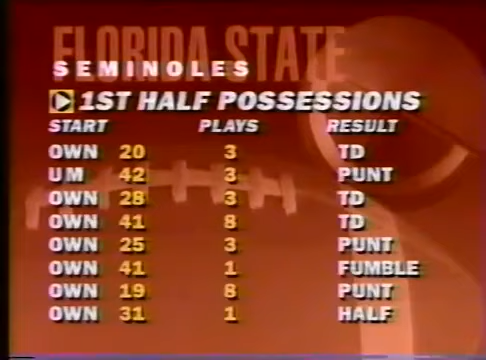 FLORIDA STATE
SEMINOLES
1ST HALF POSSESSIONS
START PLAYS RESULT
OWN 20 3 TD
UM 42 3 PUNT
OWN 28 3 TD
OWN 41 8 TD
OWN 25 3 PUNT
OWN 41 1 FUMBLE
OWN 19 8 PUNT
OWN 31 1 HALF